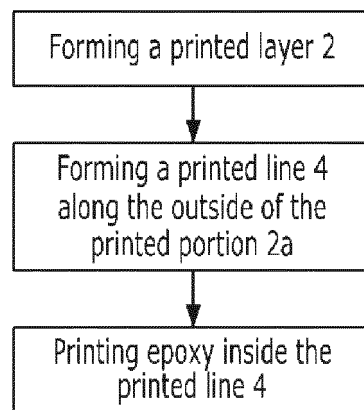 Forming a printed layer 2
Forming a printed line 4
along the outside of the
printed portion 2a
Printing epoxy inside the
printed line 4